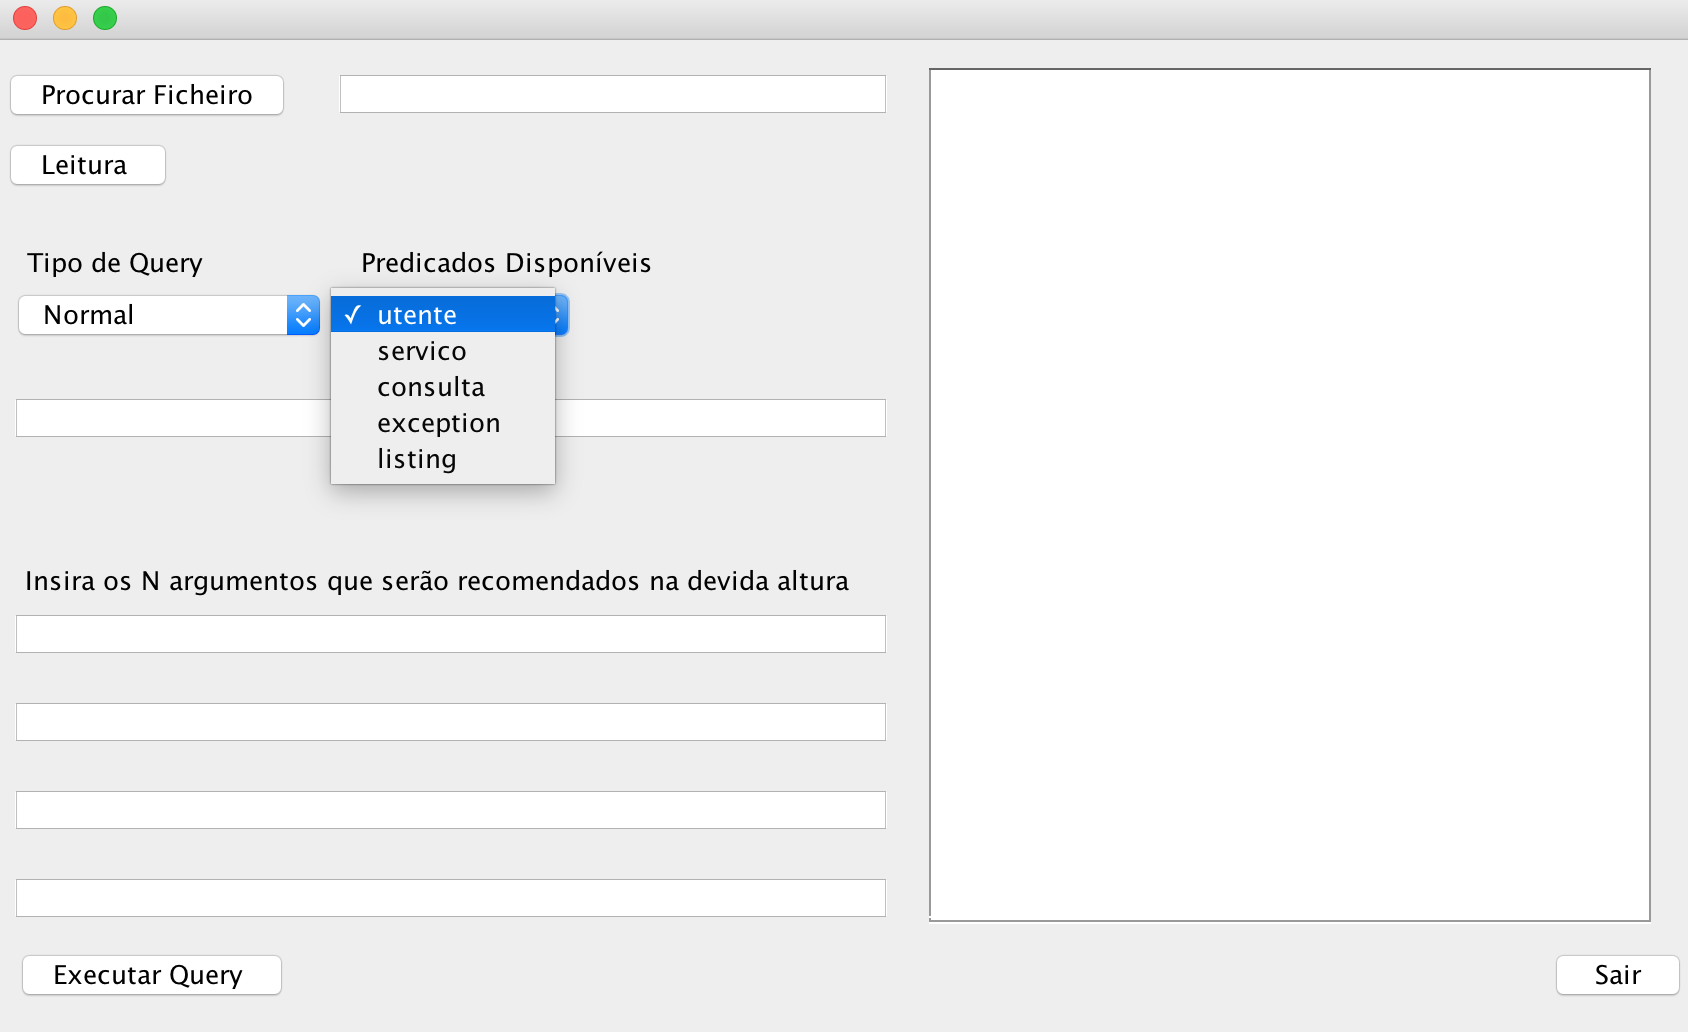 Procurar Ficheiro
Leitura
Tipo de Query
Predicados Disponíveis
Normal
✓ utente
servico
consulta
exception
listing
Insira os N argumentos que serão recomendados na devida altura
Executar Query
Sair